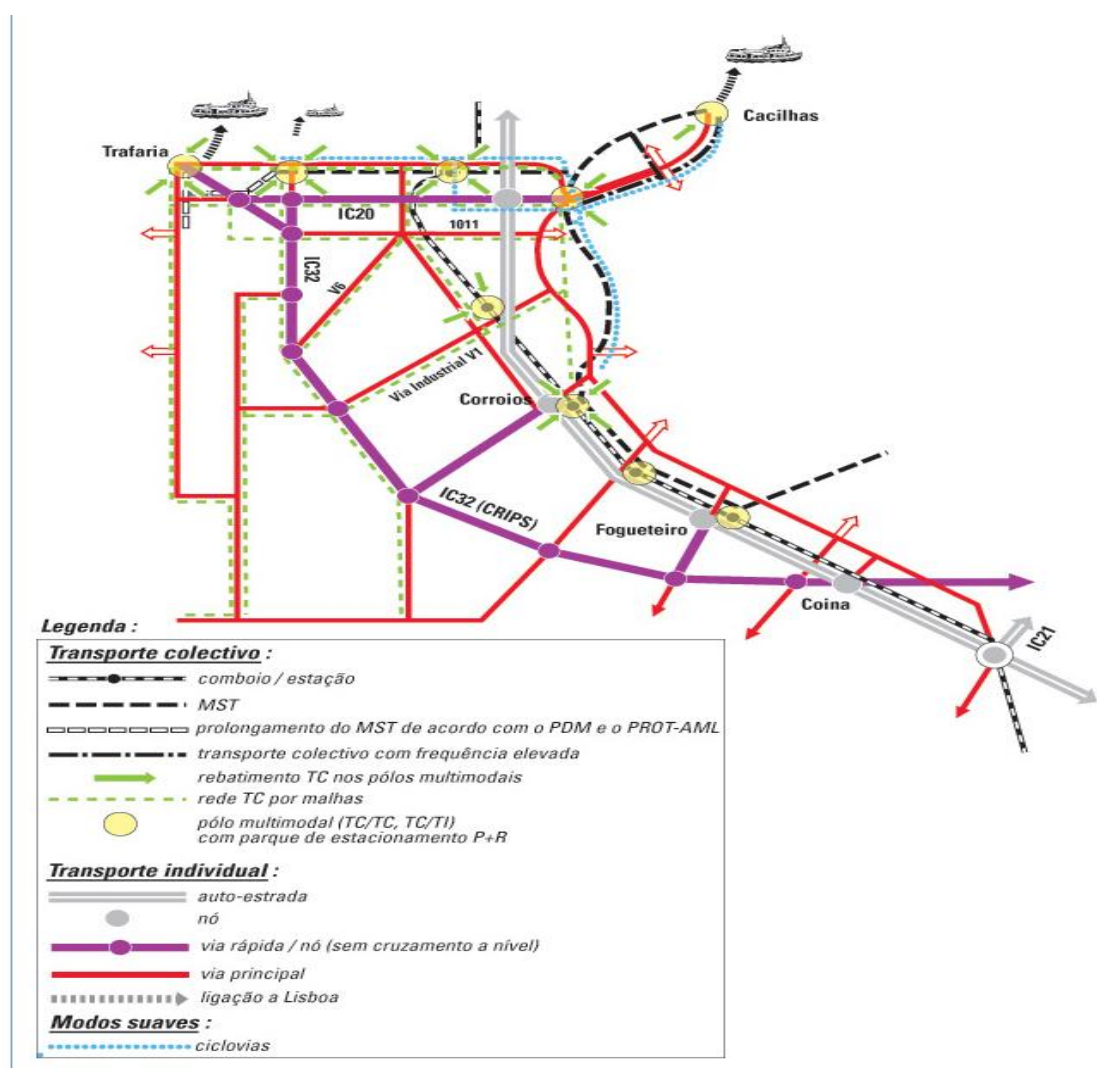 Cacilhas
Trafaria
IC20
1011
IC32
V6
Via Industrial V1
Corroios
IC32 (CRIPS)
Fogueteiro
Coina
IC21
Legenda :
Transporte colectivo :
comboio / estação
MST
prolongamento do MST de acordo com o PDM e o PROT-AML
transporte colectivo com frequência elevada
rebatimento TC nos pólos multimodais
rede TC por malhas
pólo multimodal (TC/TC, TC/TI)
com parque de estacionamento P+R
Transporte individual :
auto-estrada
nó
via rápida / nó (sem cruzamento a nível)
via principal
ligação a Lisboa
Modos suaves :
ciclovias